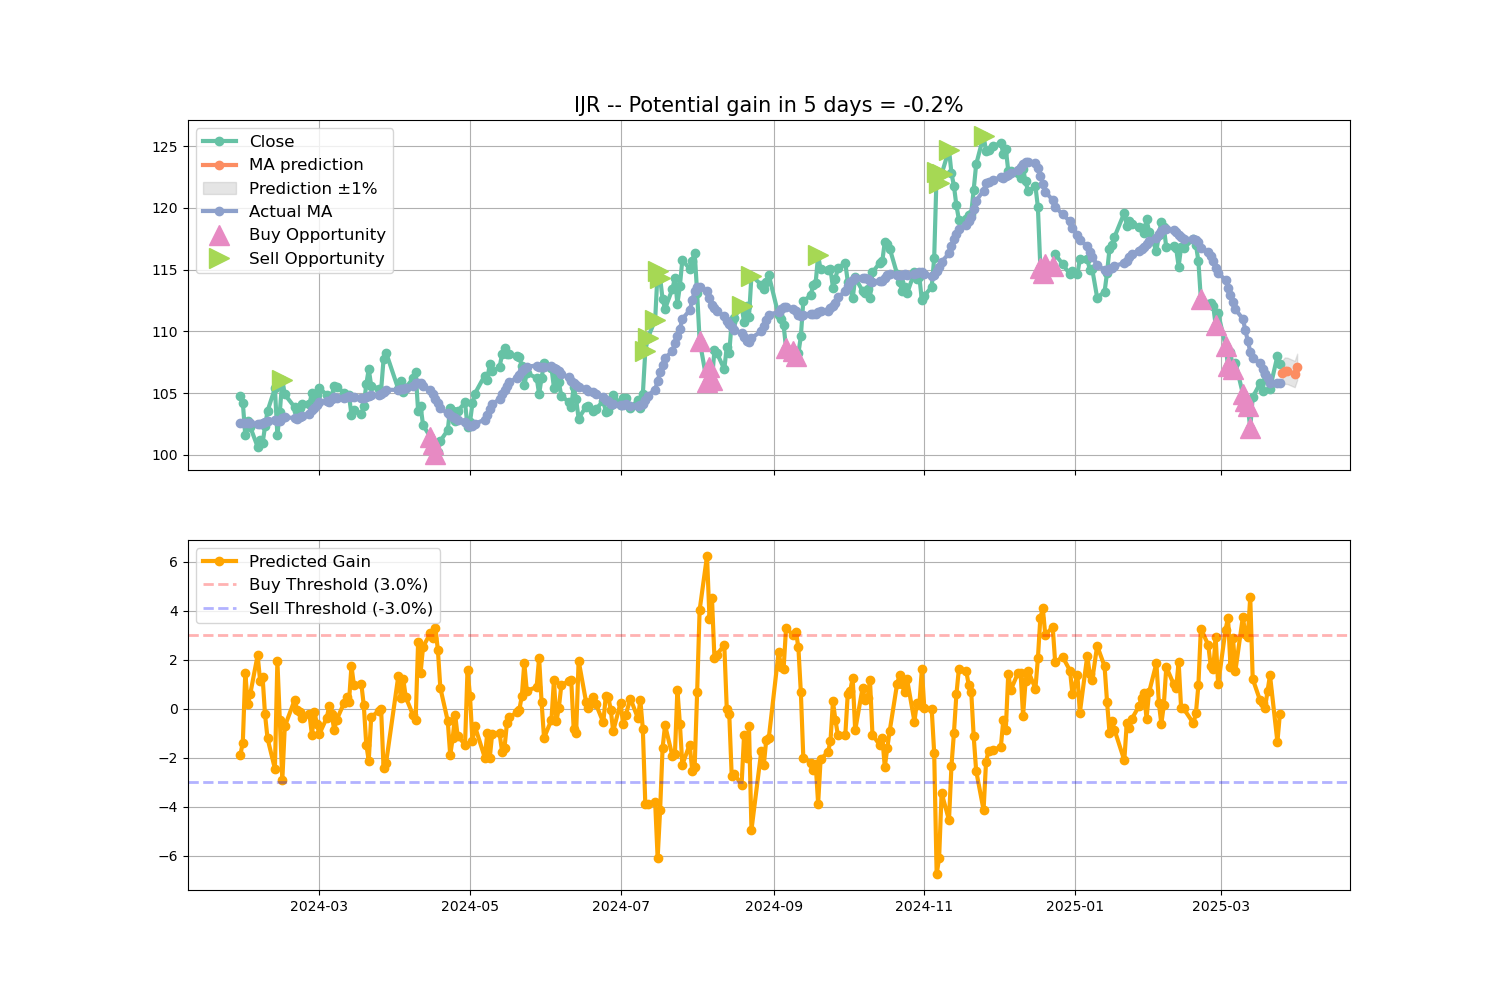 IJR -- Potential gain in 5 days = -0.2%
Close
MA prediction
Prediction ±1%
Actual MA
Buy Opportunity
Sell Opportunity
125
120
115
110
105
100
Predicted Gain
Buy Threshold (3.0%)
Sell Threshold (-3.0%)
6
4
2
0
−2
−4
−6
2024-03 2024-05 2024-07 2024-09 2024-11 2025-01 2025-03